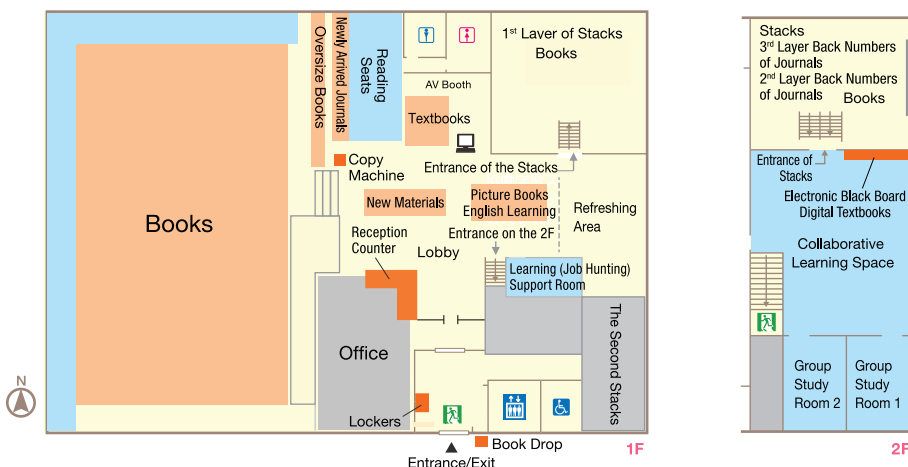 1st Laver of Stacks
Books
Oversize Books
Newly Arrived Journals
Reading
Seats
AV Booth
Textbooks
Copy
Machine
Entrance of the Stacks
New Materials
Picture Books
English Learning
Refreshing
Area
Books
Reception
Counter
Lobby
Entrance on the 2F
Learning (Job Hunting)
Support Room
Office
The Second Stacks
Lockers
N
Book Drop
Entrance/Exit
1F
Stacks
3rd Layer Back Numbers
of Journals
2nd Layer Back Numbers
of Journals
Books
Entrance of
Stacks
Electronic Black Board
Digital Textbooks
Collaborative
Learning Space
Group
Study
Room 2
Group
Study
Room 1
2F